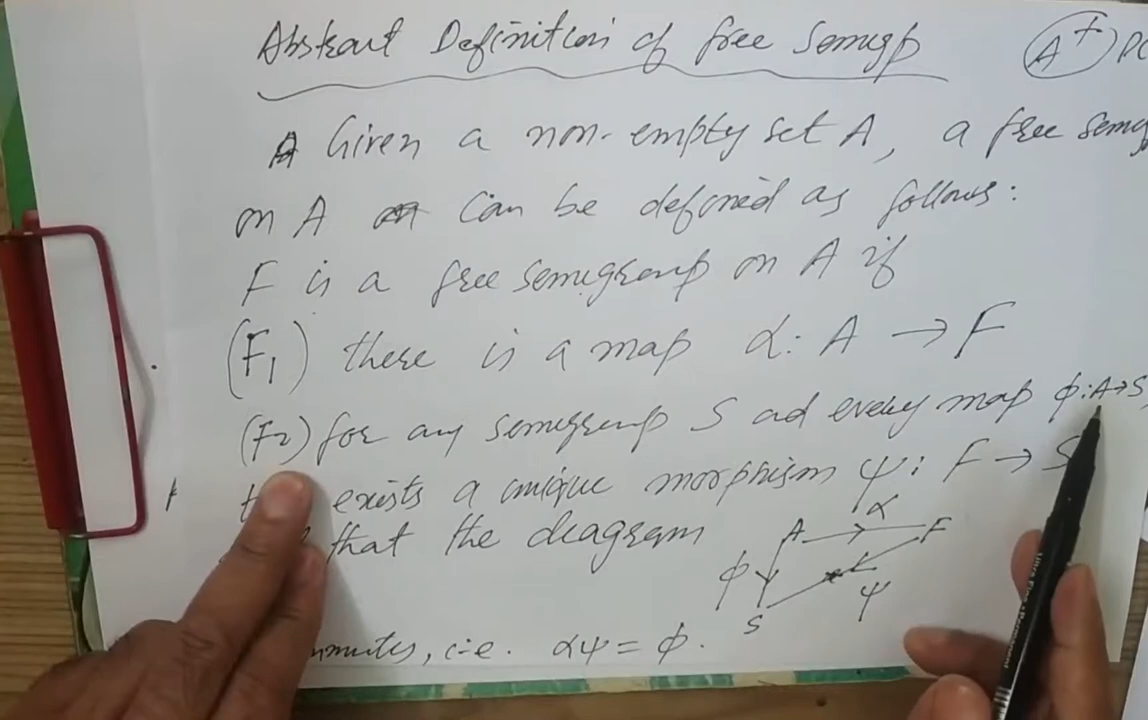 Abstract Definition of free Semigp
A+
Given a non-empty set A, a free semig
on A can be defined as follows:
F is a free semigroup on A if
(F1) there is a map α: A → F
(F2) for any semigroup S ad every map ϕ: A→S
exists a unique morphism ψ: F → S
that the diagram
A α F
ϕ ψ
S
mmutes, i.e. αψ = ϕ.